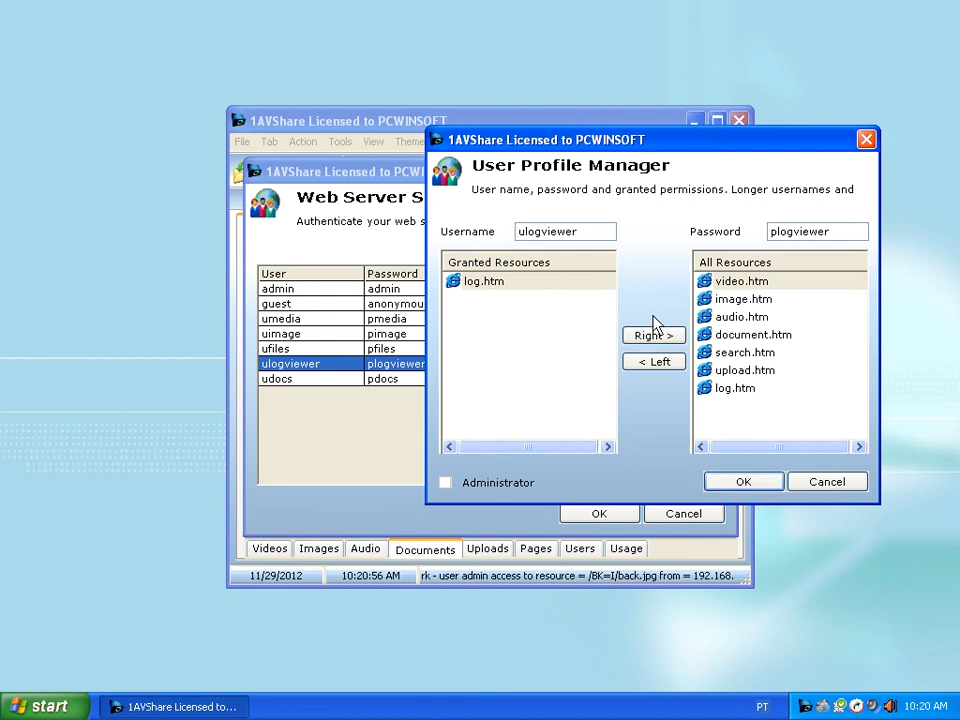 1AVShare Licensed to PCWINSOFT
File Tab Action Tools View Theme
1AVShare Licensed to PCWI
Web Server S
Authenticate your web s
User Password
admin admin
guest anonymou
umedia pmedia
uimage pimage
ufiles pfiles
ulogviewer plogviewer
udocs pdocs
OK Cancel
1AVShare Licensed to PCWINSOFT
User Profile Manager
User name, password and granted permissions. Longer usernames and
Username ulogviewer
Password plogviewer
Granted Resources
log.htm
Right >
< Left
All Resources
video.htm
image.htm
audio.htm
document.htm
search.htm
upload.htm
log.htm
Administrator
OK Cancel
Videos Images Audio Documents Uploads Pages Users Usage
11/29/2012 10:20:56 AM rk - user admin access to resource = /BK=I/back.jpg from = 192.168.
start 1AVShare Licensed to... PT 10:20 AM